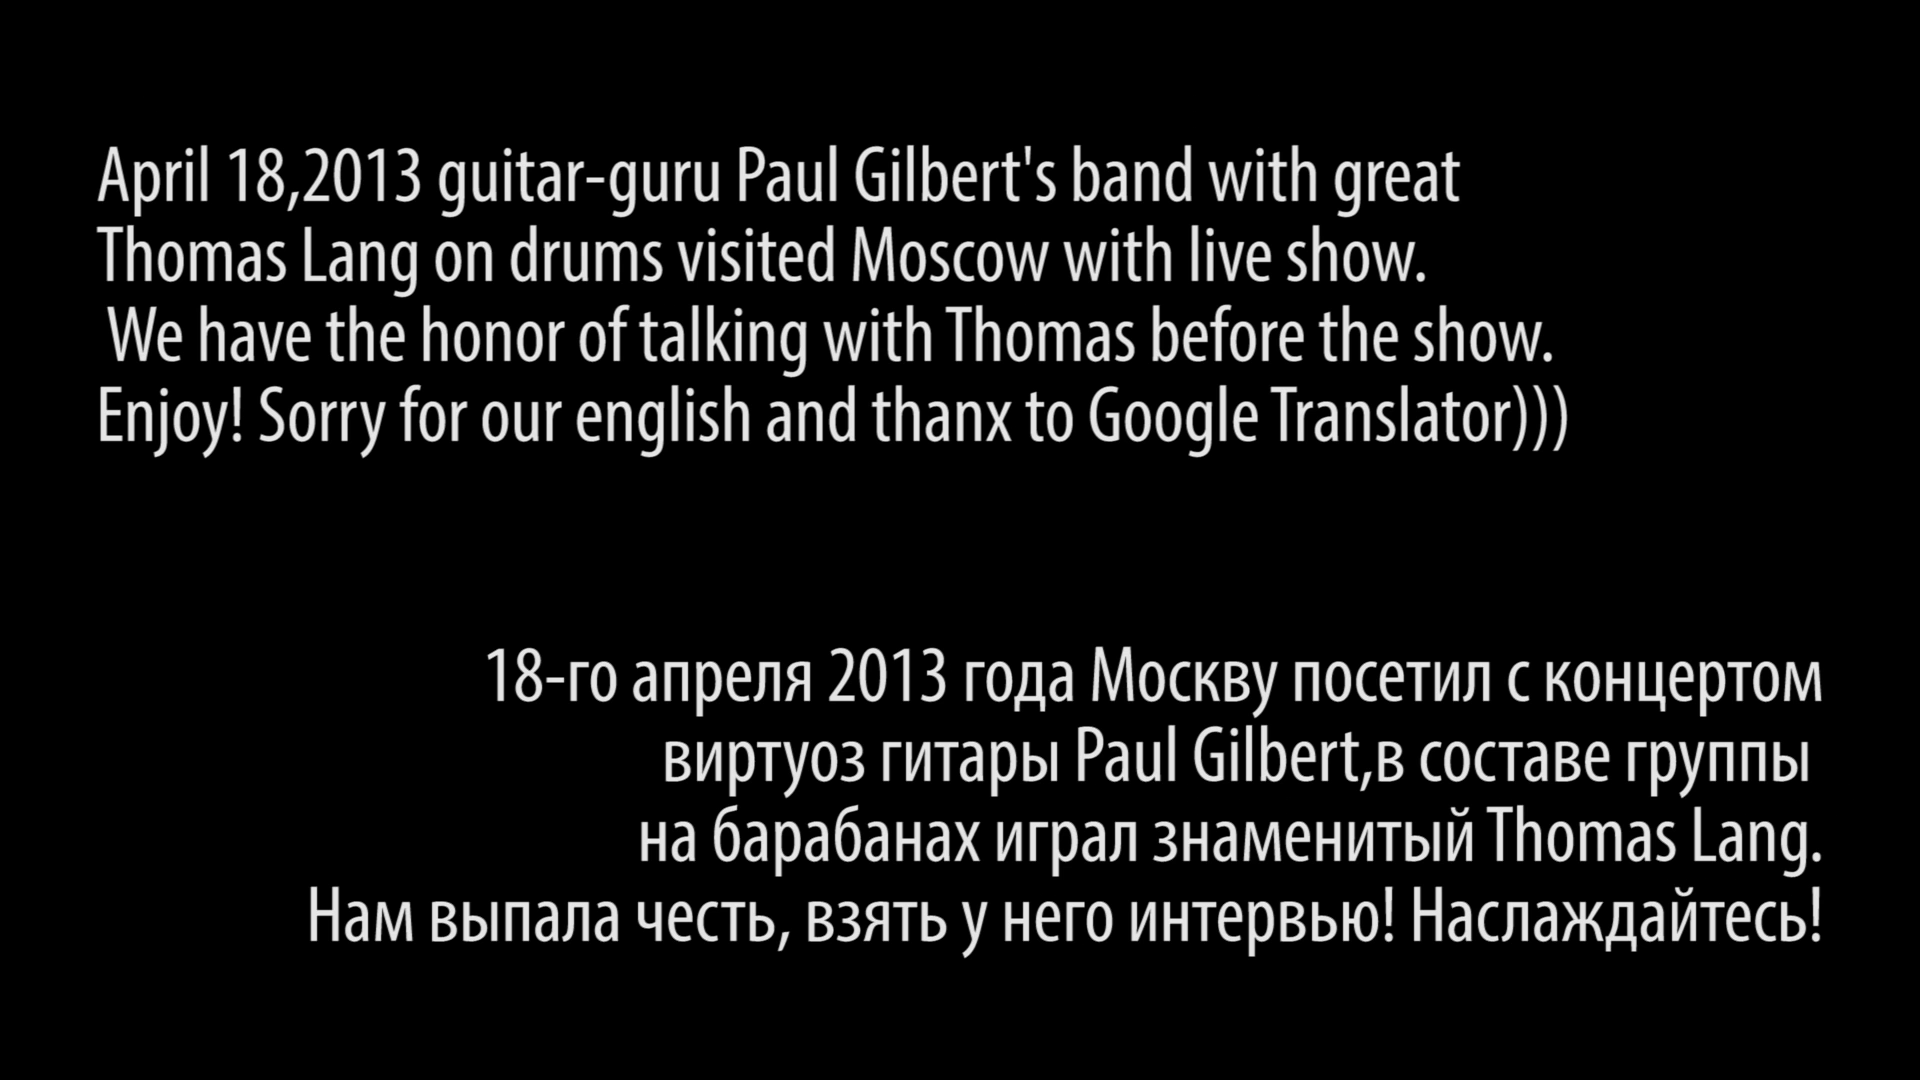 April 18,2013 guitar-guru Paul Gilbert's band with great
Thomas Lang on drums visited Moscow with live show.
We have the honor of talking with Thomas before the show.
Enjoy! Sorry for our english and thanx to Google Translator)))
18-го апреля 2013 года Москву посетил с концертом
виртуоз гитары Paul Gilbert,в составе группы
на барабанах играл знаменитый Thomas Lang.
Нам выпала честь, взять у него интервью! Наслаждайтесь!